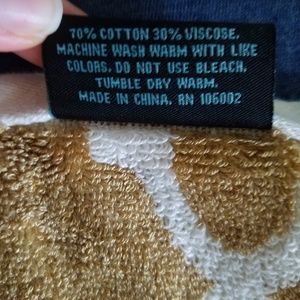 70% COTTON 30% VISCOSE.
MACHINE WASH WARM WITH LIKE
COLORS. DO NOT USE BLEACH.
TUMBLE DRY WARM.
MADE IN CHINA. RN 106002